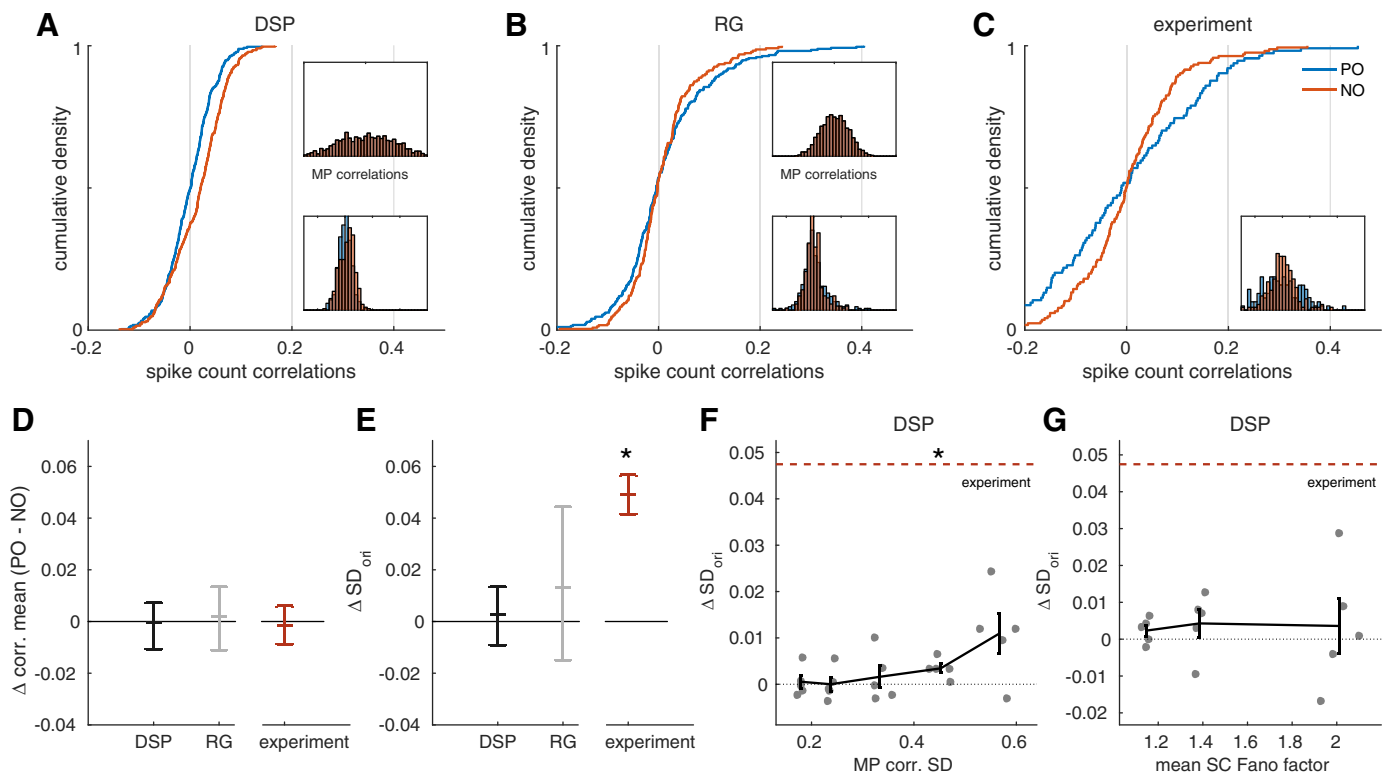 A
DSP
cumulative density
1
0
-0.2
0
0.2
0.4
spike count correlations
MP correlations
B
RG
cumulative density
1
0
-0.2
0
0.2
0.4
spike count correlations
MP correlations
C
experiment
cumulative density
1
0
-0.2
0
0.2
0.4
spike count correlations
PO
NO
D
Δ corr. mean (PO - NO)
0.06
0.04
0.02
0
-0.02
-0.04
DSP
RG
experiment
E
Δ SDori
0.06
0.04
0.02
0
-0.02
-0.04
*
DSP
RG
experiment
F
DSP
Δ SDori
0.05
0.04
0.03
0.02
0.01
0
*
experiment
0.2
0.4
0.6
MP corr. SD
G
DSP
Δ SDori
0.05
0.04
0.03
0.02
0.01
0
-0.01
-0.02
experiment
1.2
1.4
1.6
1.8
2
mean SC Fano factor